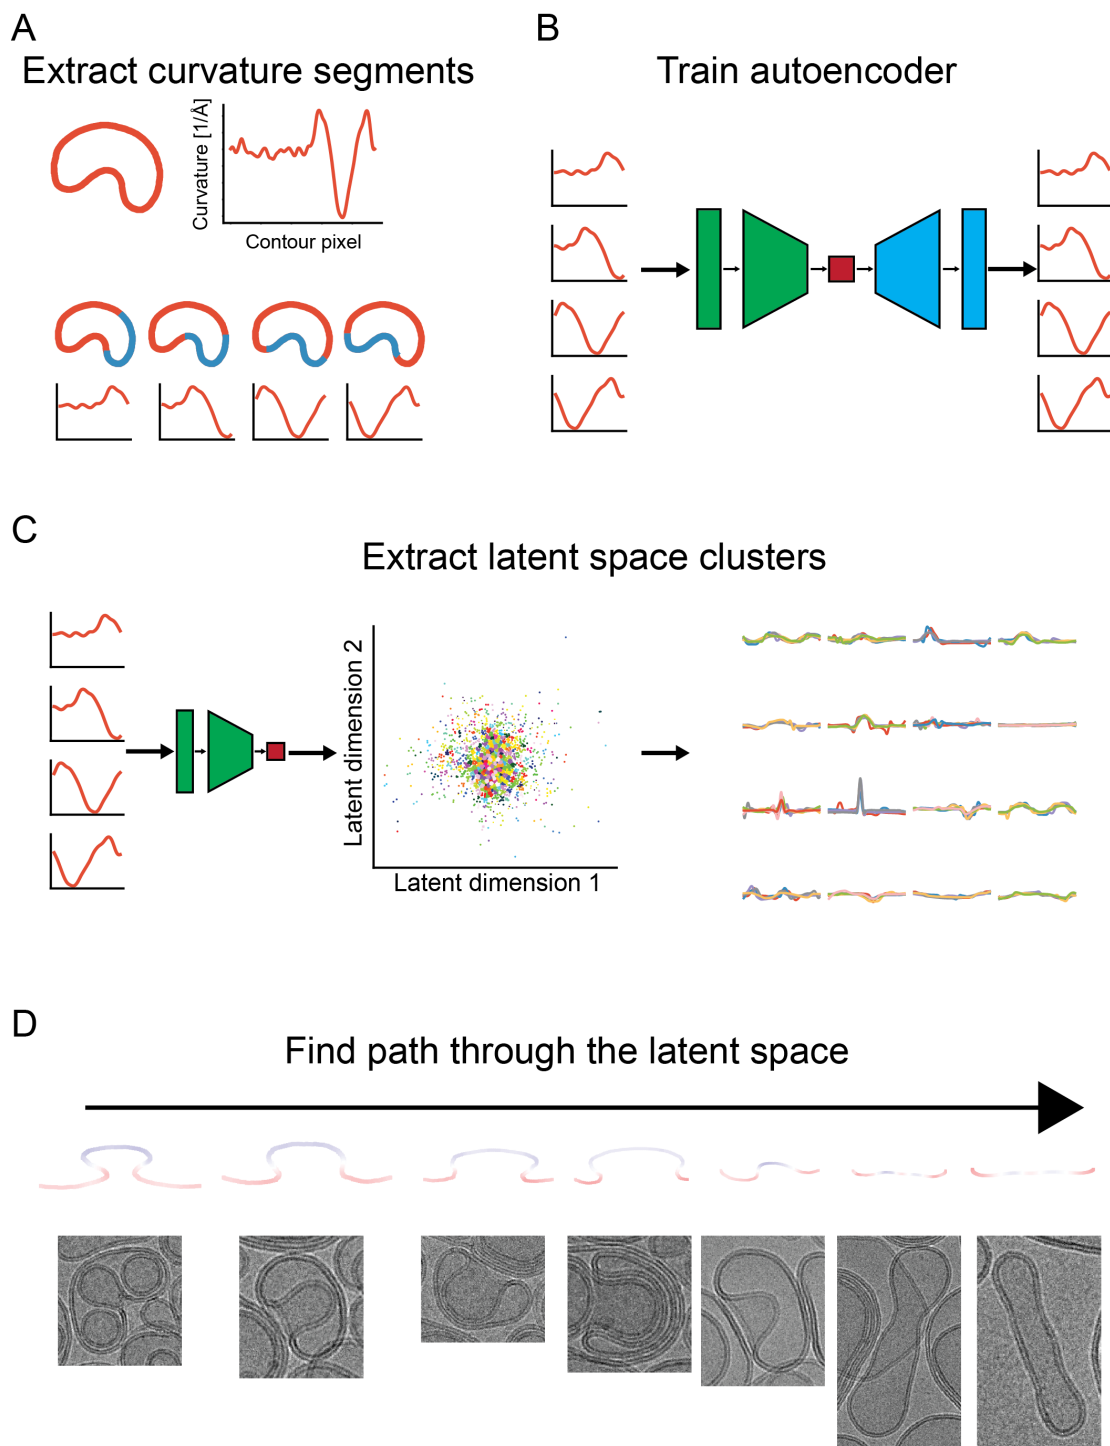 A
Extract curvature segments
Curvature [1/Å]
Contour pixel
B
Train autoencoder
C
Extract latent space clusters
Latent dimension 2
Latent dimension 1
D
Find path through the latent space